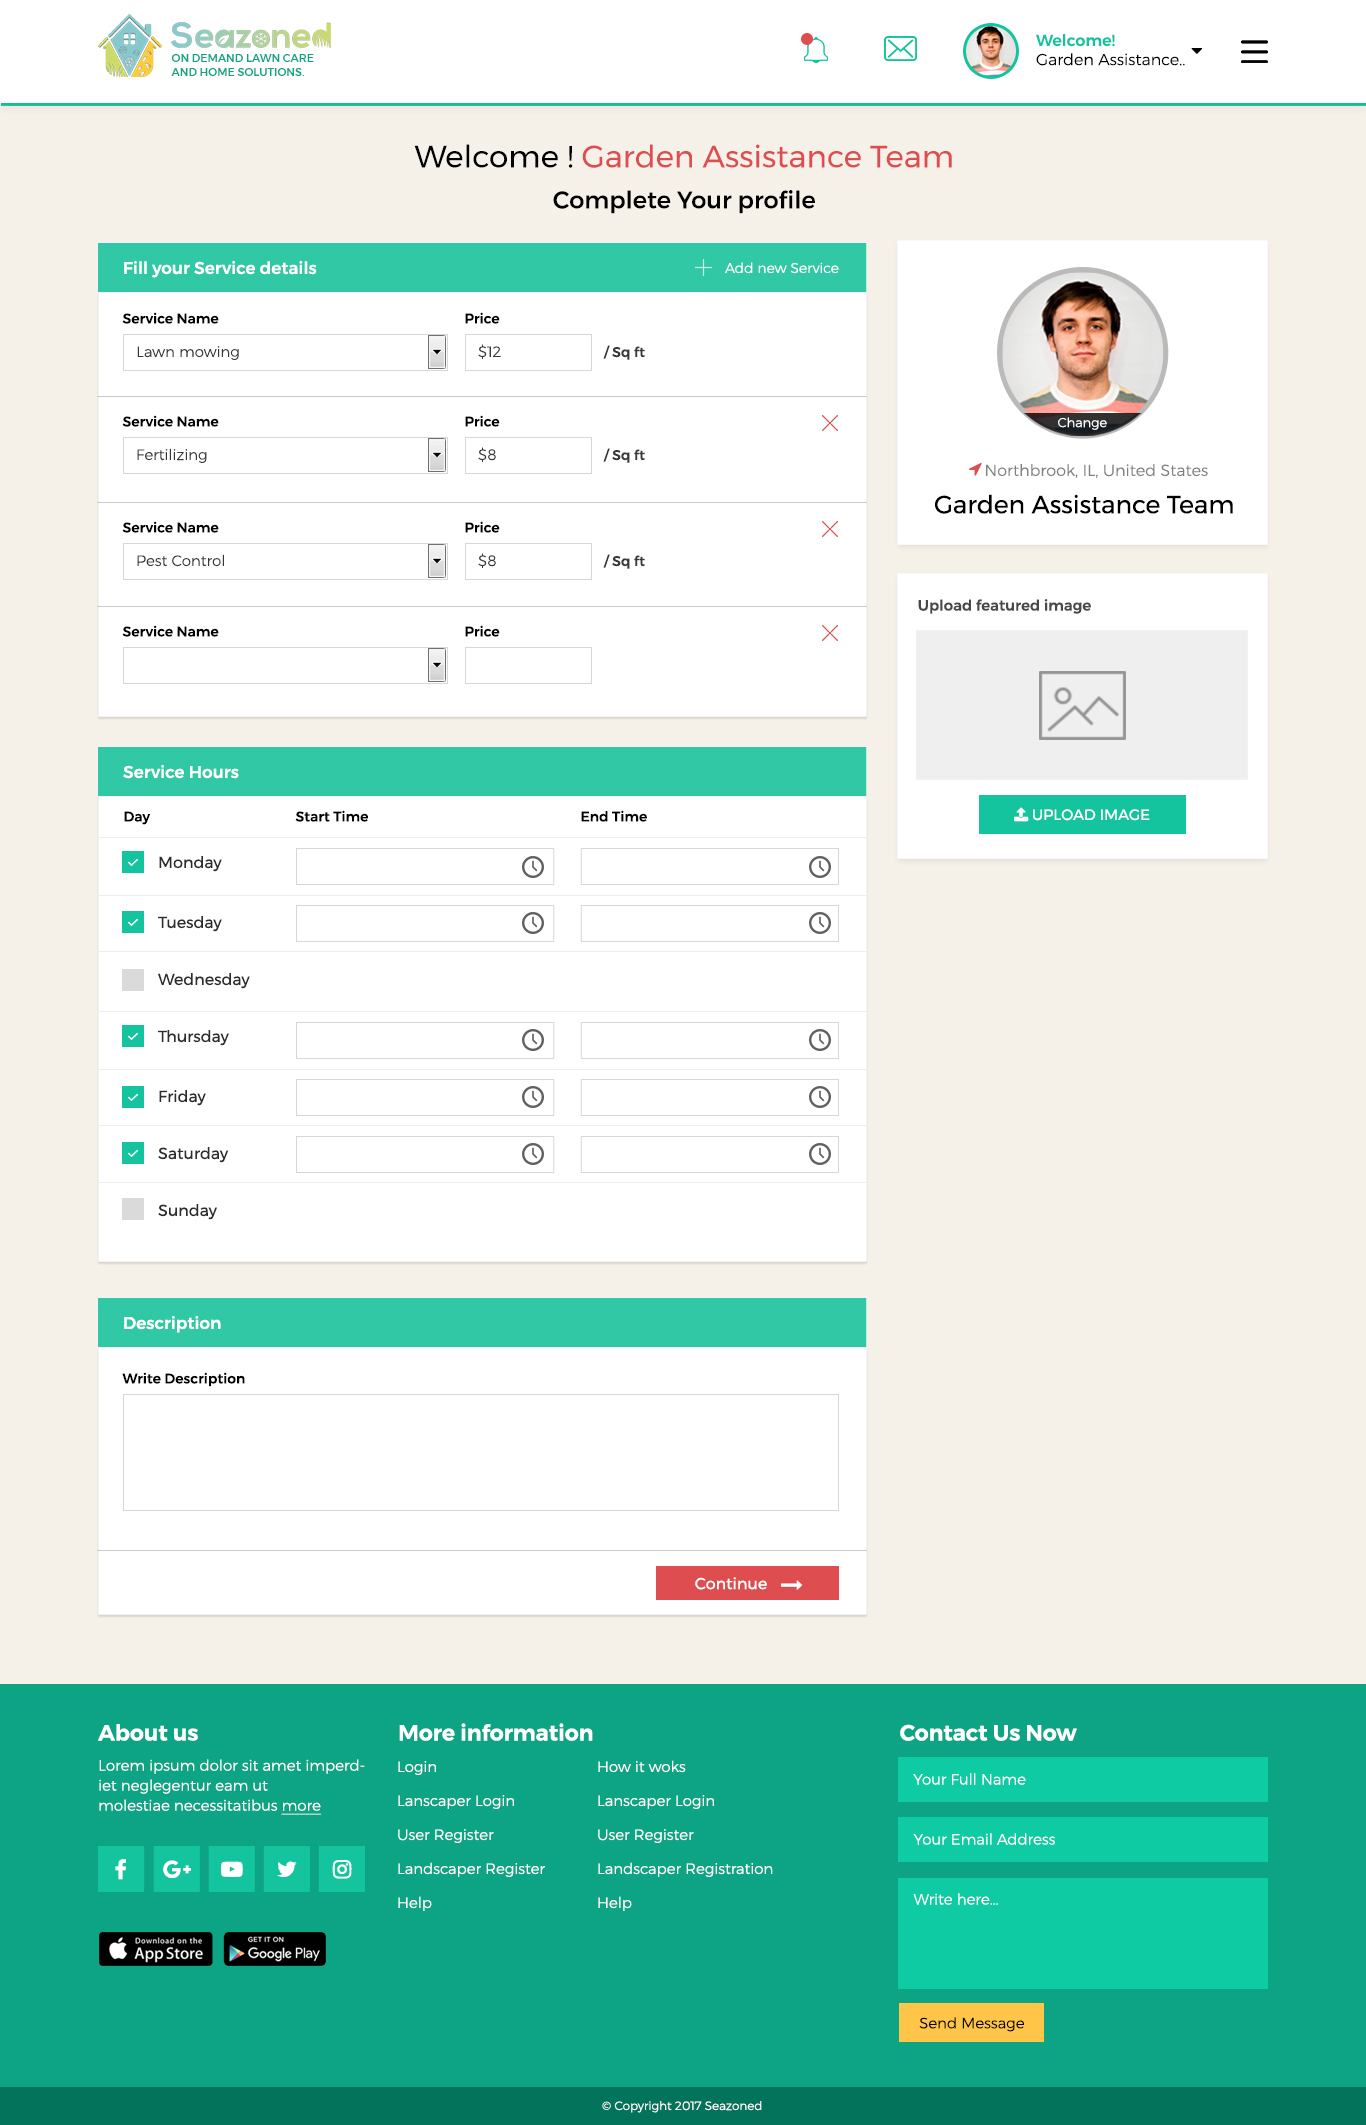 Seazoned
ON DEMAND LAWN CARE
AND HOME SOLUTIONS.
Welcome!
Garden Assistance..
Welcome ! Garden Assistance Team
Complete Your profile
Fill your Service details
Add new Service
Service Name
Price
Lawn mowing
$12
/ Sq ft
Service Name
Price
Fertilizing
$8
/ Sq ft
Service Name
Price
Pest Control
$8
/ Sq ft
Service Name
Price
Change
Northbrook, IL, United States
Garden Assistance Team
Upload featured image
UPLOAD IMAGE
Service Hours
Day
Start Time
End Time
Monday
Tuesday
Wednesday
Thursday
Friday
Saturday
Sunday
Description
Write Description
Continue
About us
Lorem ipsum dolor sit amet imperd-
iet neglegentur eam ut
molestiae necessitatibus more
Download on the
App Store
GET IT ON
Google Play
More information
Login
Lanscaper Login
User Register
Landscaper Register
Help
How it woks
Lanscaper Login
User Register
Landscaper Registration
Help
Contact Us Now
Your Full Name
Your Email Address
Write here...
Send Message
© Copyright 2017 Seazoned